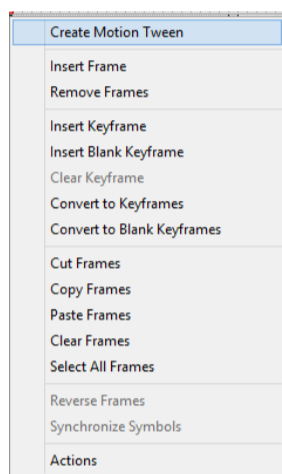 Create Motion Tween
Insert Frame
Remove Frames
Insert Keyframe
Insert Blank Keyframe
Clear Keyframe
Convert to Keyframes
Convert to Blank Keyframes
Cut Frames
Copy Frames
Paste Frames
Clear Frames
Select All Frames
Reverse Frames
Synchronize Symbols
Actions